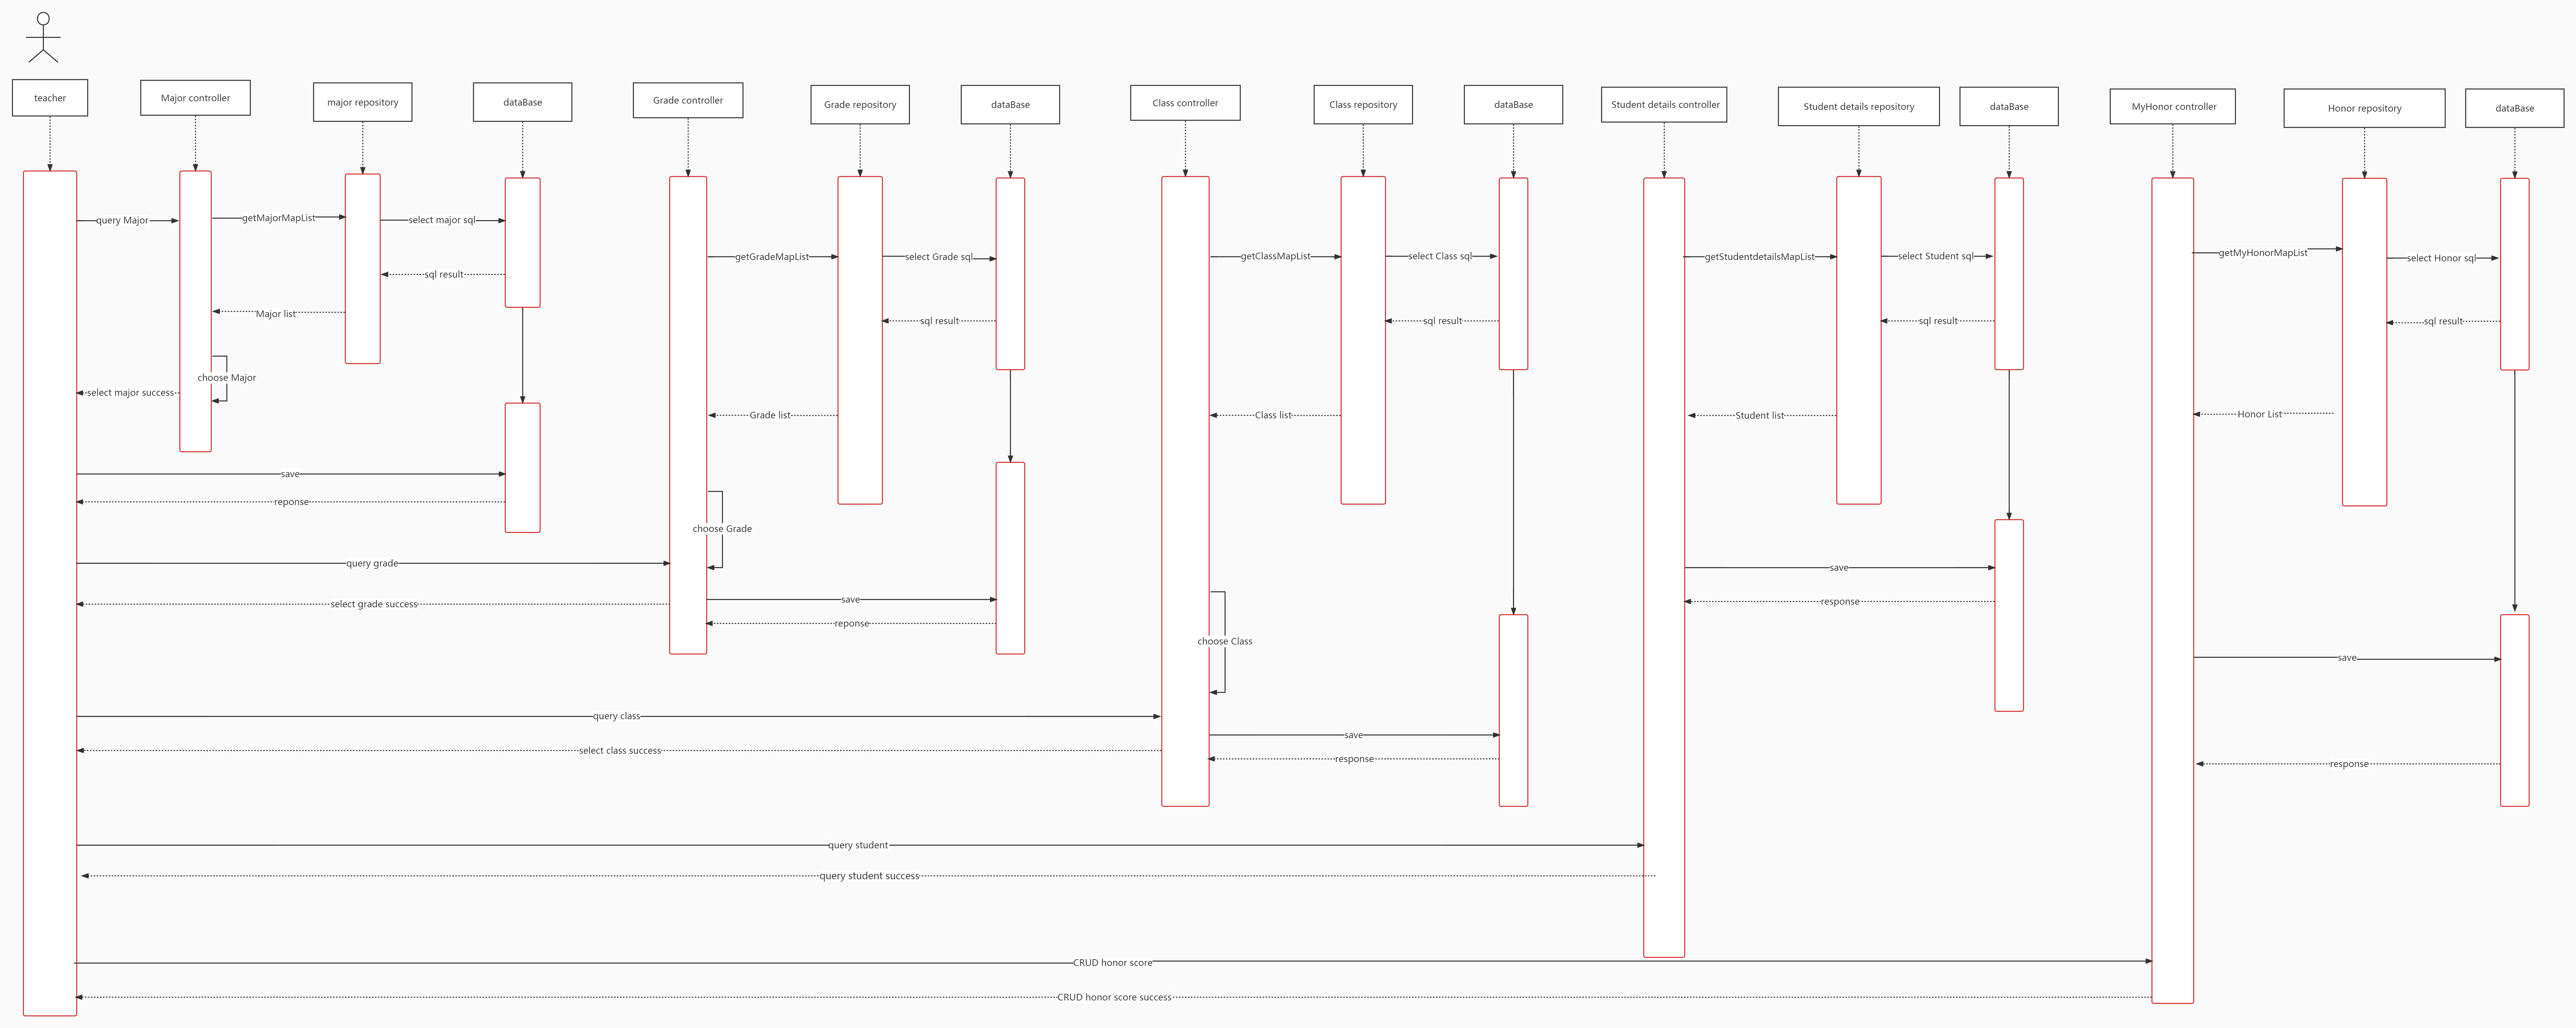 teacher
Major controller
major repository
dataBase
Grade controller
Grade repository
dataBase
Class controller
Class repository
dataBase
Student details controller
Student details repository
dataBase
MyHonor controller
Honor repository
dataBase
query Major
getMajorMapList
select major sql
getGradeMapList
select Grade sql
getClassMapList
select Class sql
getStudentdetailsMapList
select Student sql
getMyHonorMapList
select Honor sql
sql result
Major list
sql result
sql result
sql result
sql result
choose Major
select major success
Grade list
Class list
Student list
Honor List
save
reponse
choose Grade
query grade
save
response
select grade success
save
reponse
choose Class
save
query class
save
select class success
response
response
query student
query student success
CRUD honor score
CRUD honor score success